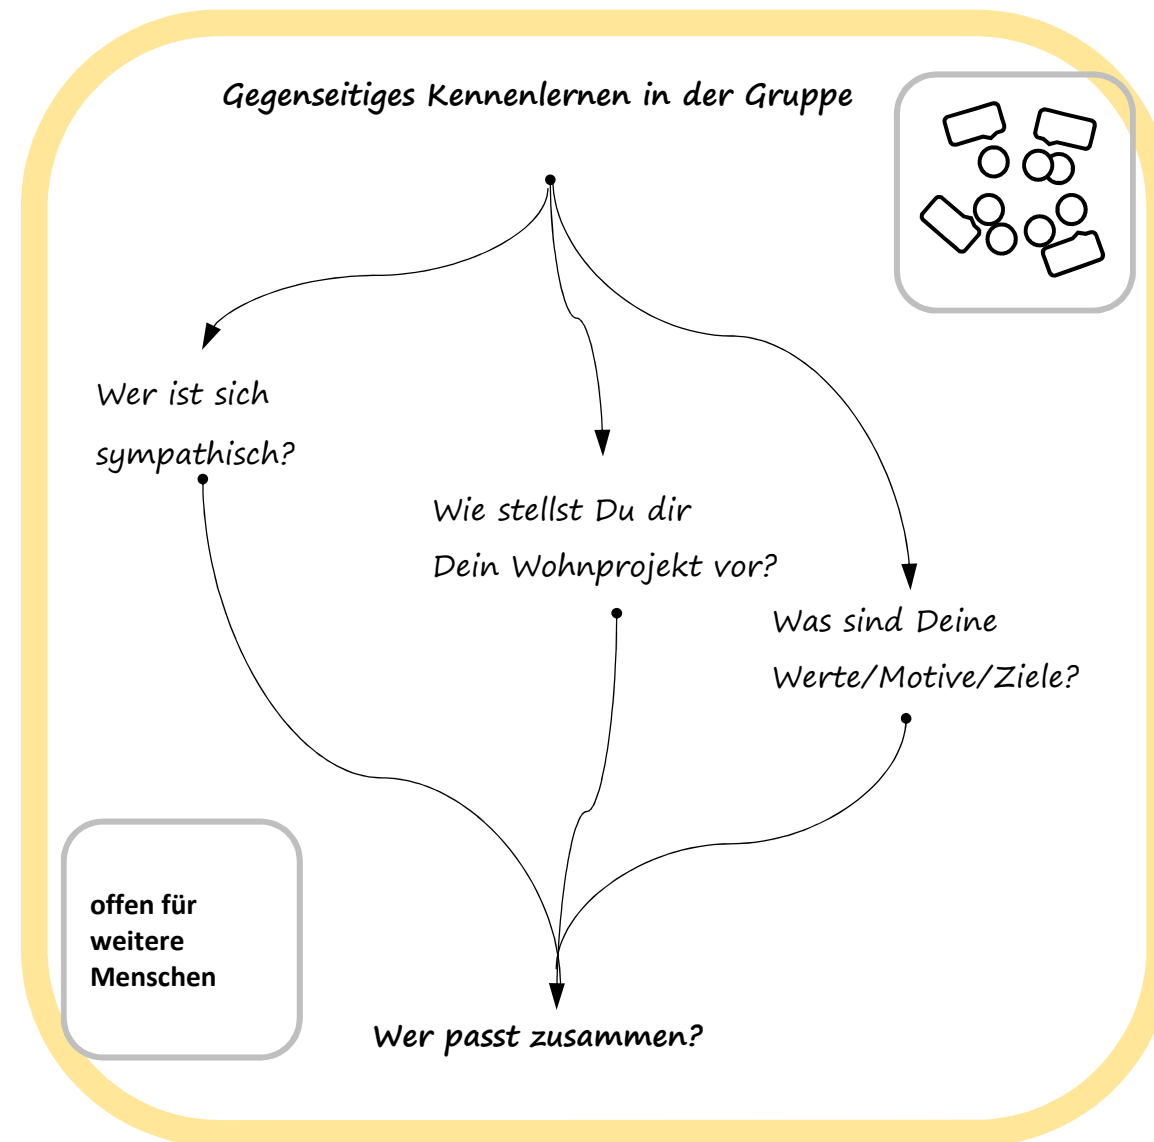 Gegenseitiges Kennenlernen in der Gruppe
Wer ist sich
sympathisch?
Wie stellst Du dir
Dein Wohnprojekt vor?
Was sind Deine
Werte/Motive/Ziele?
offen für
weitere
Menschen
Wer passt zusammen?